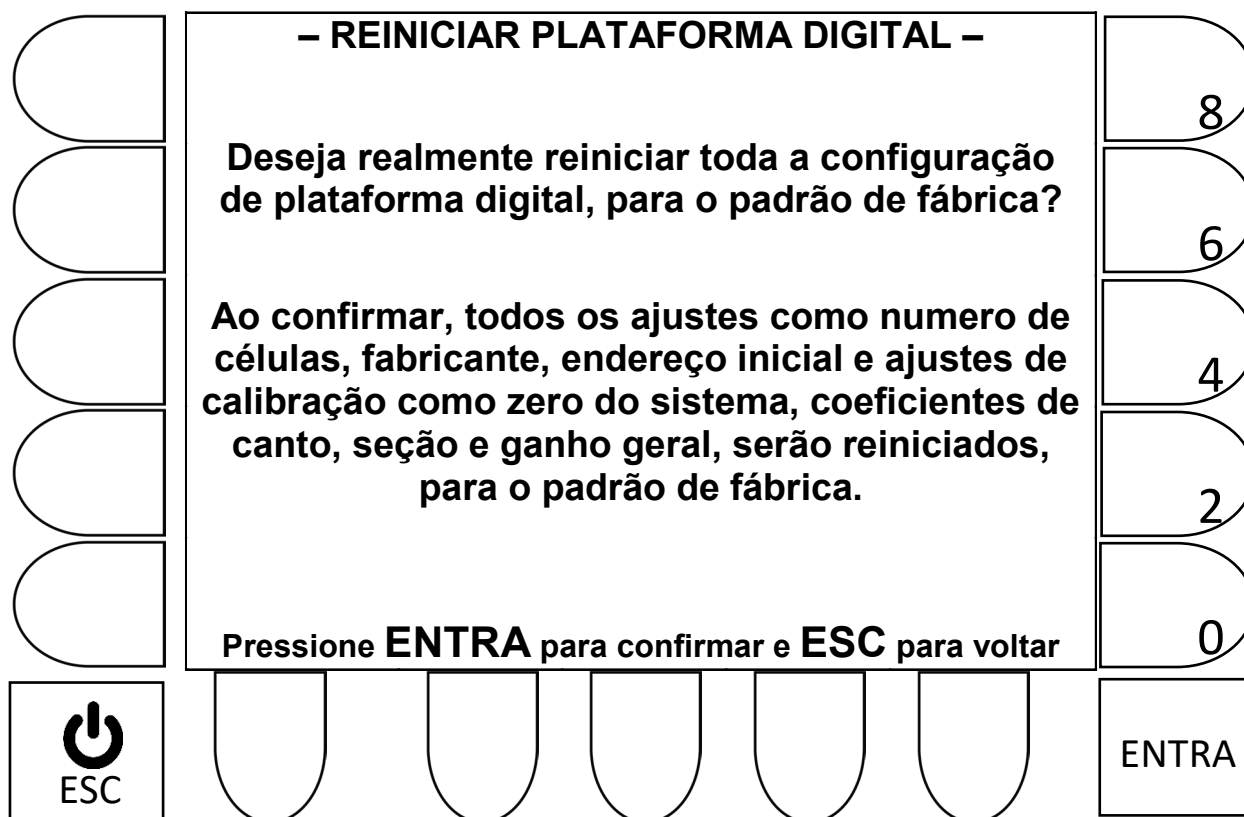 – REINICIAR PLATAFORMA DIGITAL –
8
Deseja realmente reiniciar toda a configuração
de plataforma digital, para o padrão de fábrica?
6
Ao confirmar, todos os ajustes como numero de
células, fabricante, endereço inicial e ajustes de
4
calibração como zero do sistema, coeficientes de
canto, seção e ganho geral, serão reiniciados,
para o padrão de fábrica.
2
Pressione ENTRA para confirmar e ESC para voltar
0
ESC
ENTRA